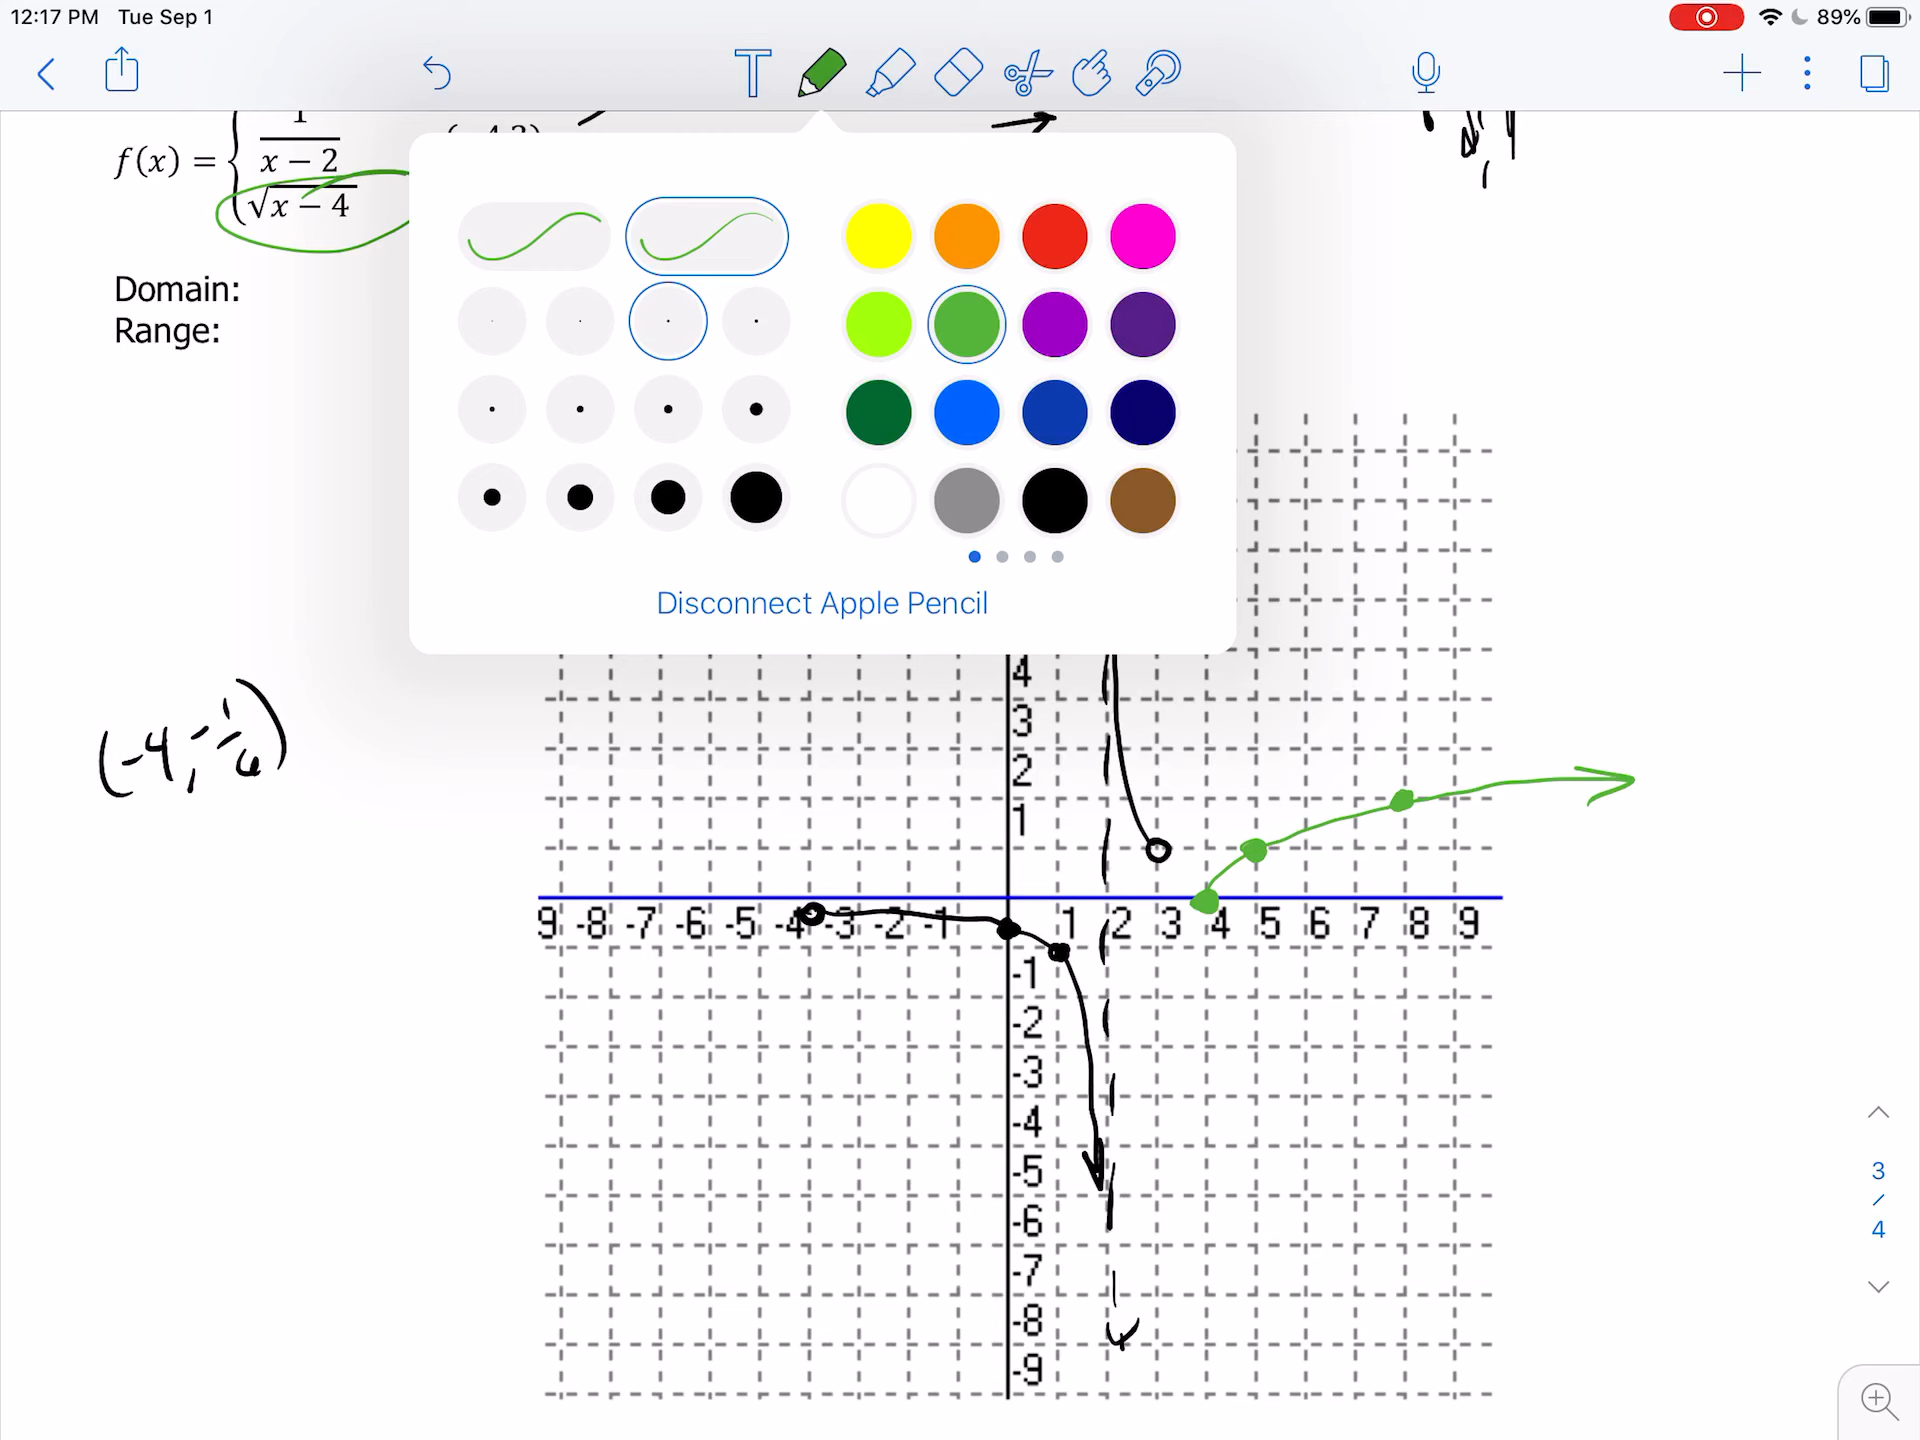 12:17 PM Tue Sep 1
89%
T
f(x) = { 1/(x − 2)
√x − 4
Domain:
Range:
Disconnect Apple Pencil
(-4, -1/6)
4
3
2
1
9 -8 -7 -6 -5 -4 -3 -2 -1 1 2 3 4 5 6 7 8 9
-1
-2
-3
-4
-5
-6
-7
-8
-9
3
/
4